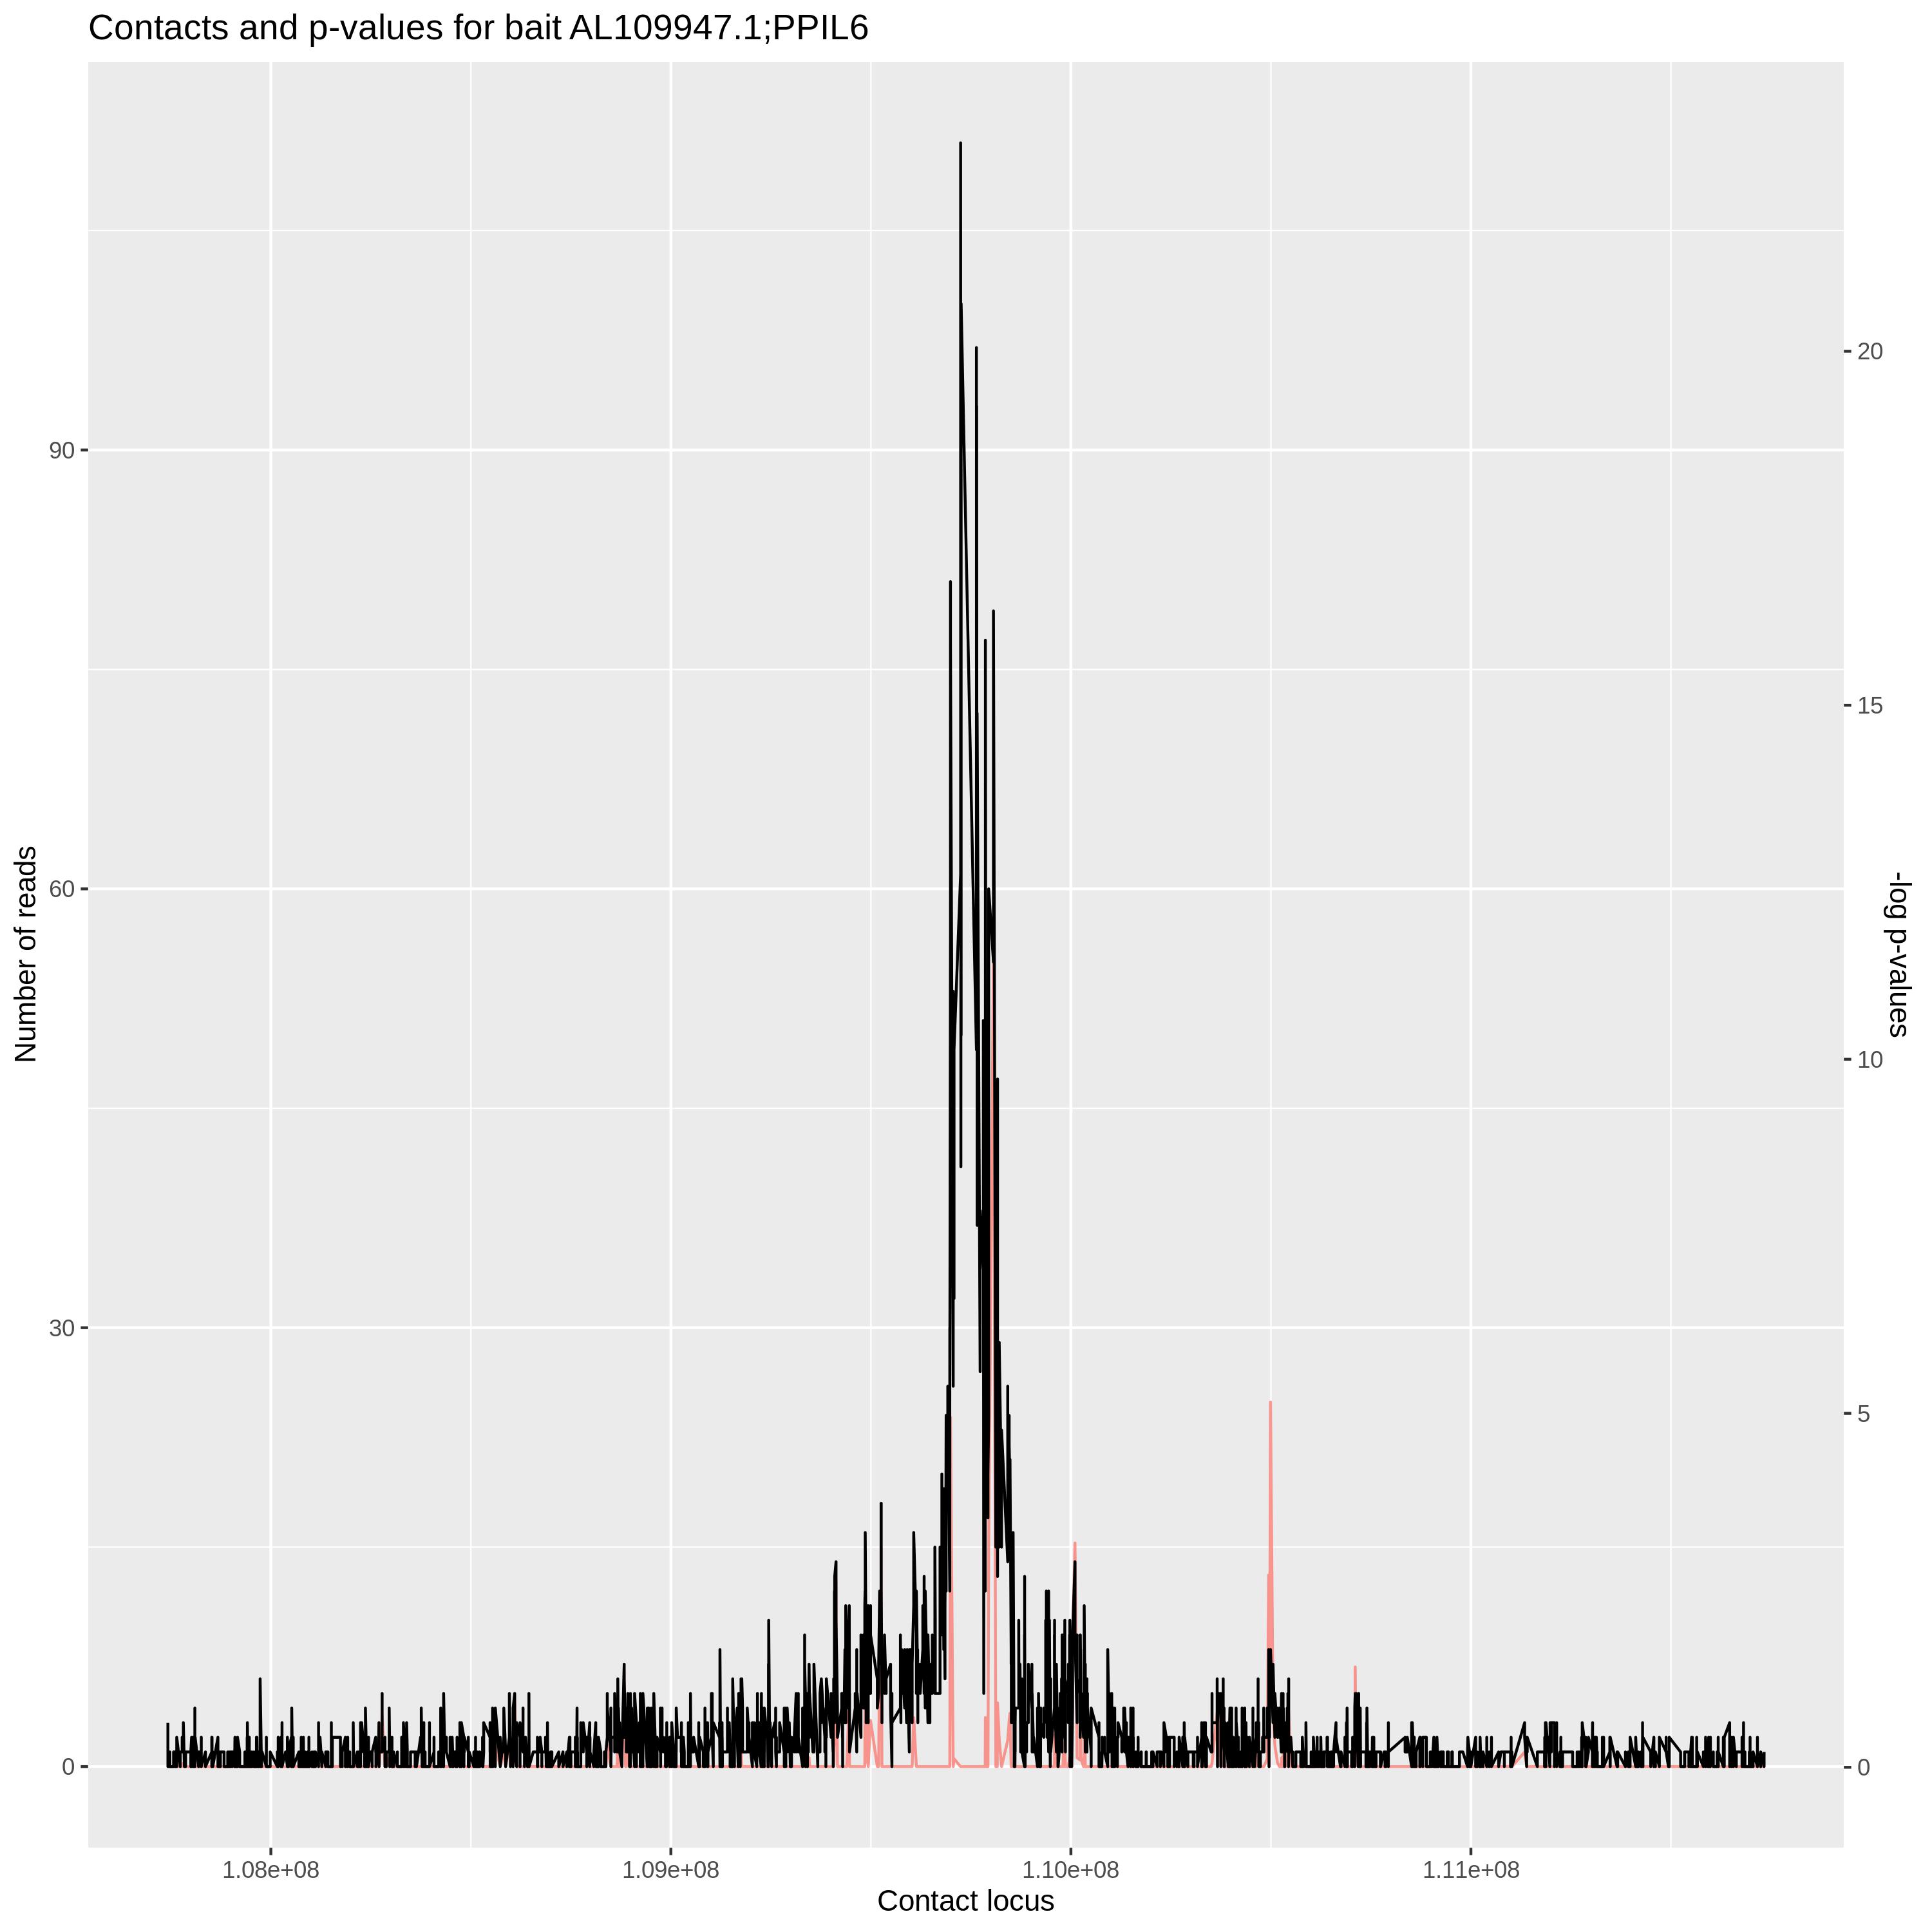 Contacts and p-values for bait AL109947.1;PPIL6
90
60
30
0
Number of reads
20
15
10
5
0
-log p-values
1.08e+08 1.09e+08 1.10e+08 1.11e+08
Contact locus